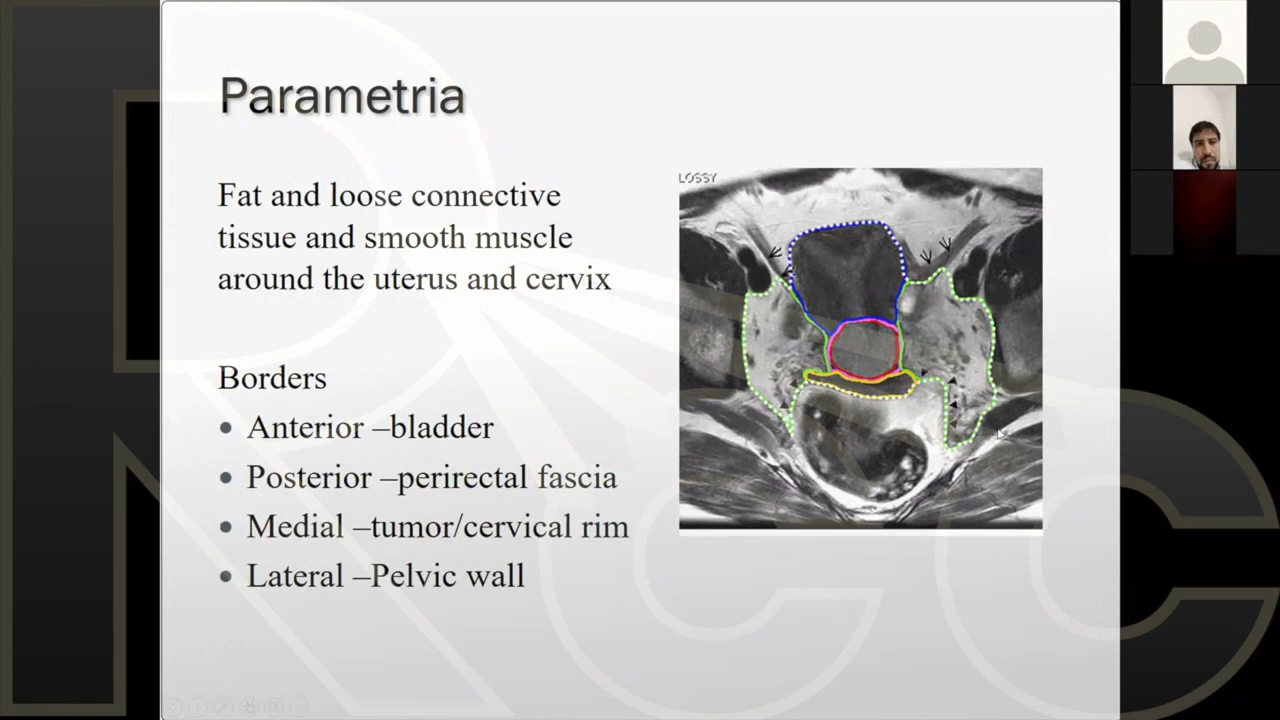 Parametria
Fat and loose connective
tissue and smooth muscle
around the uterus and cervix
Borders
• Anterior –bladder
• Posterior –perirectal fascia
• Medial –tumor/cervical rim
• Lateral –Pelvic wall
LOSSY